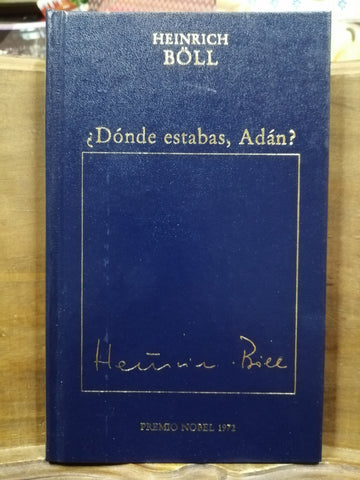 HEINRICH
BÖLL
¿Dónde estabas, Adán?
Heinrich Böll
PREMIO NOBEL 1972